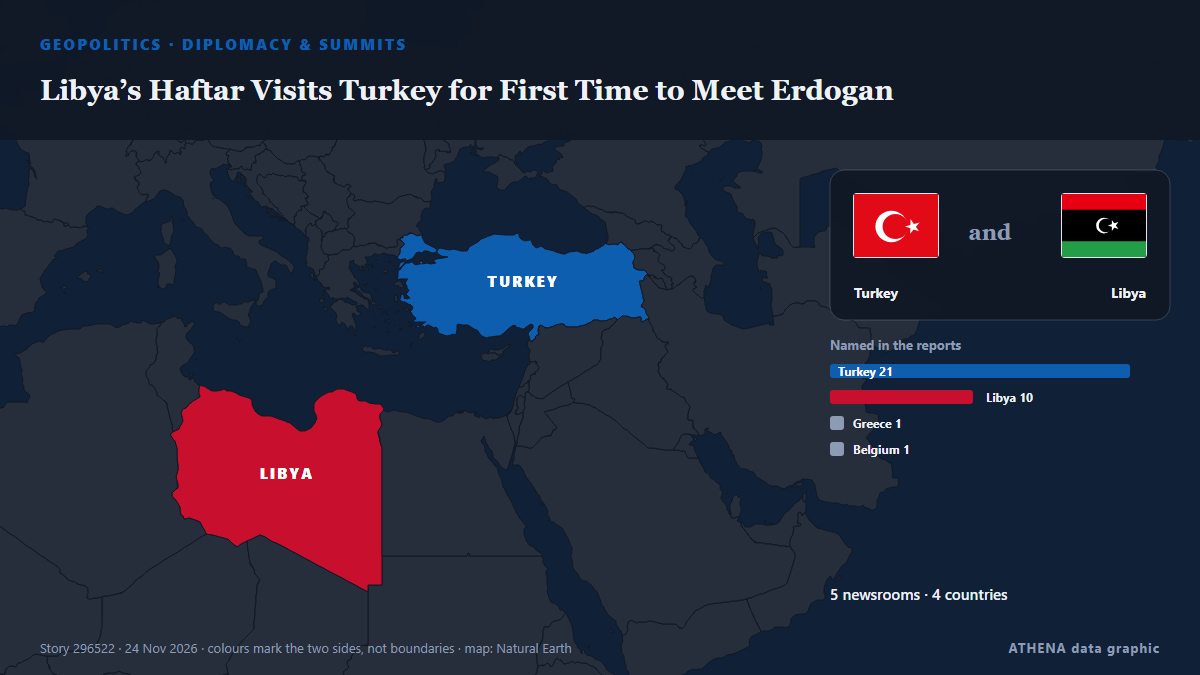 GEOPOLITICS · DIPLOMACY & SUMMITS
Libya’s Haftar Visits Turkey for First Time to Meet Erdogan
and
Turkey
Libya
TURKEY
LIBYA
Named in the reports
Turkey 21
Libya 10
Greece 1
Belgium 1
5 newsrooms · 4 countries
Story 296522 · 24 Nov 2026 · colours mark the two sides, not boundaries · map: Natural Earth
ATHENA data graphic